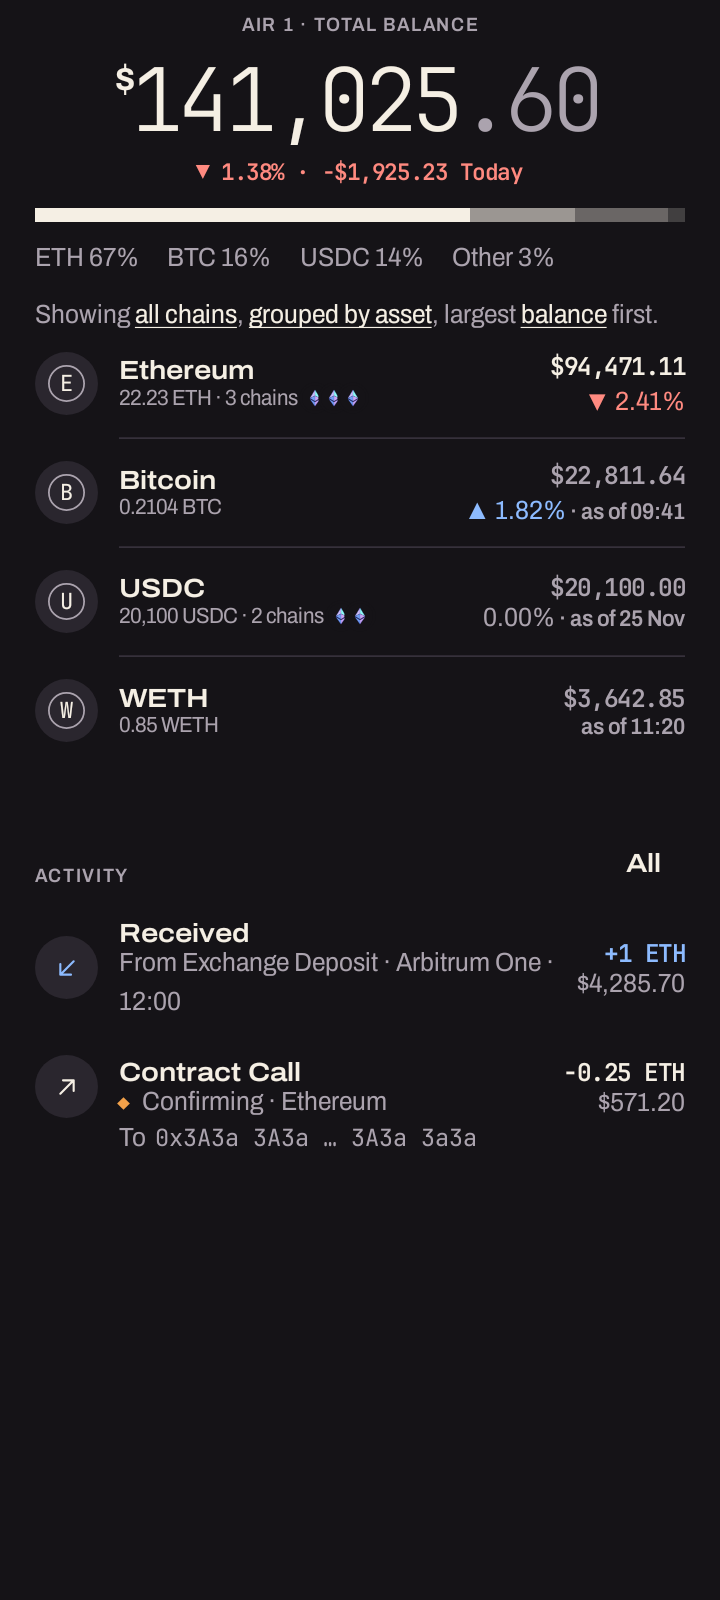 AIR 1 · TOTAL BALANCE
$141,025.60
▼ 1.38% · -$1,925.23 Today
ETH 67% BTC 16% USDC 14% Other 3%
Showing all chains, grouped by asset, largest balance first.
E Ethereum $94,471.11
22.23 ETH · 3 chains ▼ 2.41%
B Bitcoin $22,811.64
0.2104 BTC ▲ 1.82% · as of 09:41
U USDC $20,100.00
20,100 USDC · 2 chains 0.00% · as of 25 Nov
W WETH $3,642.85
0.85 WETH as of 11:20
ACTIVITY All
Received +1 ETH
From Exchange Deposit · Arbitrum One · $4,285.70
12:00
Contract Call -0.25 ETH
Confirming · Ethereum $571.20
To 0x3A3a 3A3a … 3A3a 3a3a